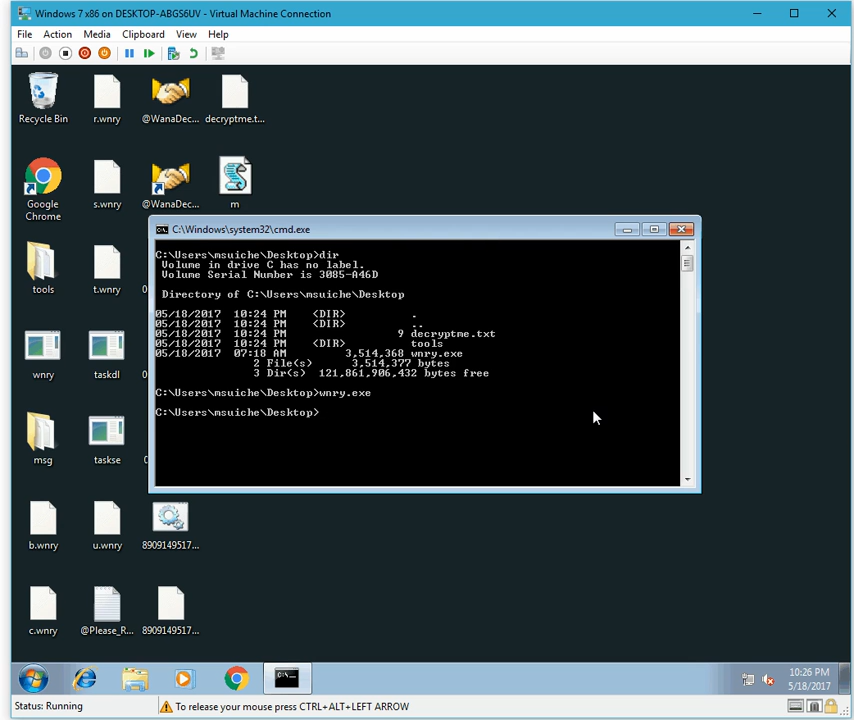 Windows 7 x86 on DESKTOP-ABGS6UV - Virtual Machine Connection
File Action Media Clipboard View Help
Recycle Bin
r.wnry
@WanaDec...
decryptme.t...
Google
Chrome
s.wnry
@WanaDec...
m
C:\Windows\system32\cmd.exe
C:\Users\msuiche\Desktop>dir
Volume in drive C has no label.
Volume Serial Number is 3085-A46D
Directory of C:\Users\msuiche\Desktop
05/18/2017 10:24 PM <DIR> .
05/18/2017 10:24 PM <DIR> ..
05/18/2017 10:24 PM 9 decryptme.txt
05/18/2017 10:24 PM <DIR> tools
05/18/2017 07:18 AM 3,514,368 wnry.exe
2 File(s) 3,514,377 bytes
3 Dir(s) 121,861,906,432 bytes free
C:\Users\msuiche\Desktop>wnry.exe
C:\Users\msuiche\Desktop>
tools
t.wnry
wnry
taskdl
msg
taskse
b.wnry
u.wnry
8909149517...
c.wnry
@Please_R...
8909149517...
C:\_
10:26 PM
5/18/2017
Status: Running
To release your mouse press CTRL+ALT+LEFT ARROW